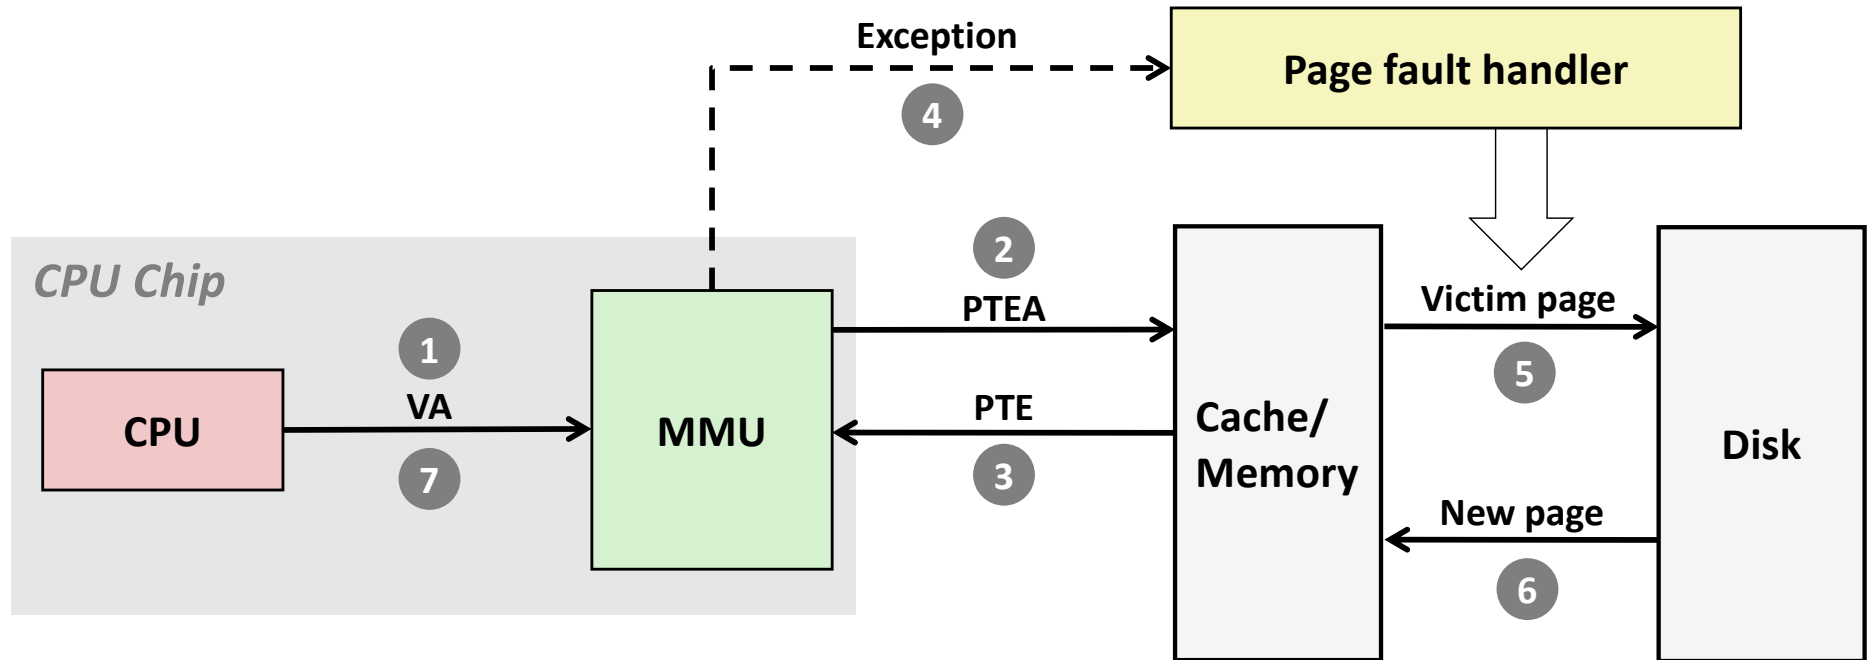 Exception
Page fault handler
4
2
CPU Chip
PTEA
Victim page
1
5
VA
CPU
MMU
PTE
Cache/
Memory
Disk
7
3
New page
6